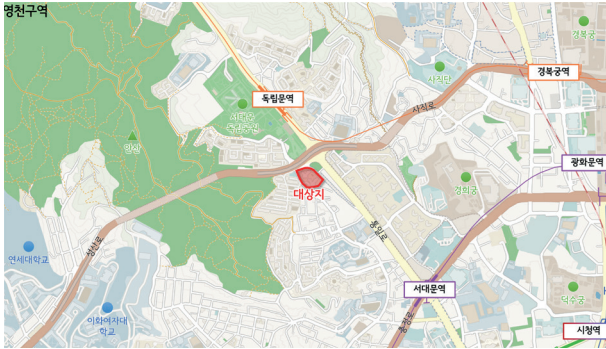 영천구역
경복궁
사직단
경복궁역
독립문역
사직로
서대문
독립공원
안산
광화문역
경희궁
대상지
통일로
성산로
연세대학교
서대문역
덕수궁
이화여자대
학교
충정로
시청역